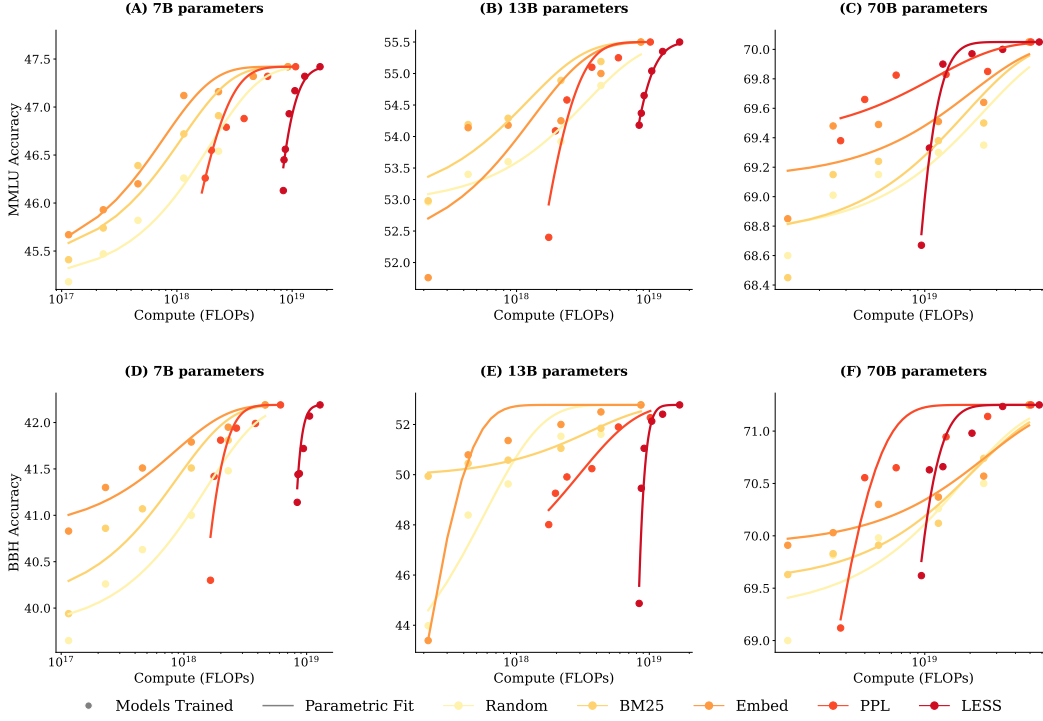 (A) 7B parameters
MMLU Accuracy
47.5
47.0
46.5
46.0
45.5
10^17
10^18
10^19
Compute (FLOPs)
(B) 13B parameters
55.5
55.0
54.5
54.0
53.5
53.0
52.5
52.0
10^18
10^19
Compute (FLOPs)
(C) 70B parameters
70.0
69.8
69.6
69.4
69.2
69.0
68.8
68.6
68.4
10^19
Compute (FLOPs)
(D) 7B parameters
BBH Accuracy
42.0
41.5
41.0
40.5
40.0
10^17
10^18
10^19
Compute (FLOPs)
(E) 13B parameters
52
50
48
46
44
10^18
10^19
Compute (FLOPs)
(F) 70B parameters
71.0
70.5
70.0
69.5
69.0
10^19
Compute (FLOPs)
Models Trained
Parametric Fit
Random
BM25
Embed
PPL
LESS